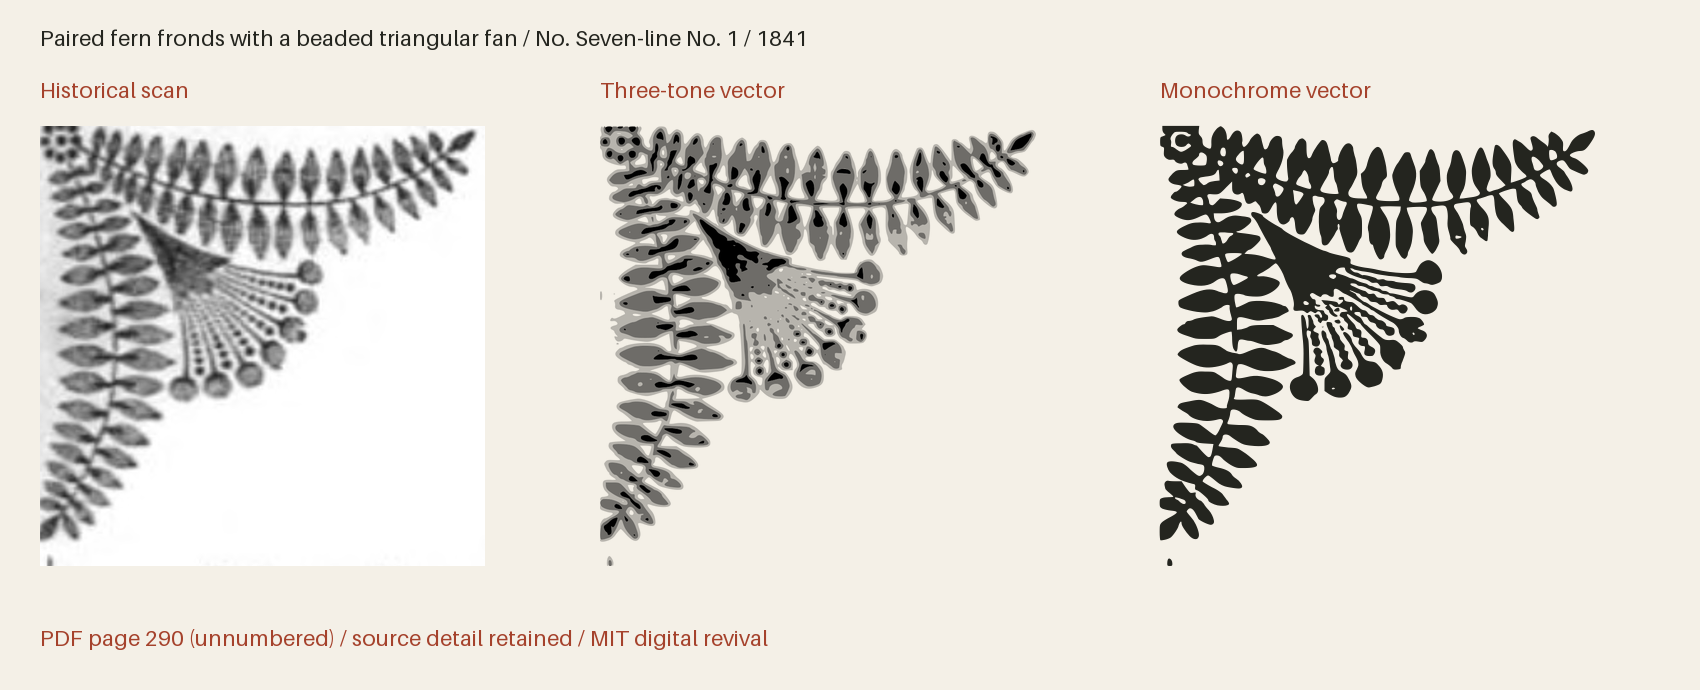 Paired fern fronds with a beaded triangular fan / No. Seven-line No. 1 / 1841
Historical scan
Three-tone vector
Monochrome vector
PDF page 290 (unnumbered) / source detail retained / MIT digital revival